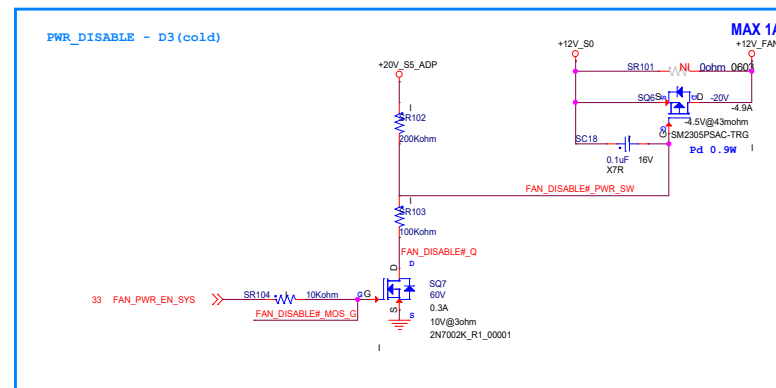 PWR_DISABLE - D3(cold)
MAX 1A
+12V_S0
+12V_FAN
SR101
NI
0ohm 0603
+20V_S5_ADP
SQ6
S
D
-20V
-4.9A
I
SR102
200Kohm
-4.5V@43mohm
SM2305PSAC-TRG
G
SC18
Pd 0.9W
I
0.1uF
16V
X7R
FAN_DISABLE#_PWR_SW
I
SR103
100Kohm
FAN_DISABLE#_Q
D
D
SQ7
60V
0.3A
10V@3ohm
2N7002K_R1_00001
33 FAN_PWR_EN_SYS
SR104
I
10Kohm
G
G
FAN_DISABLE#_MOS_G
S
S
I